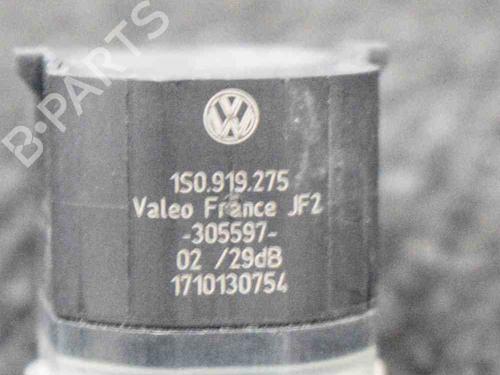 B-PARTS
1S0.919.275
Valeo France JF2
-305597-
02 /29dB
1710130754